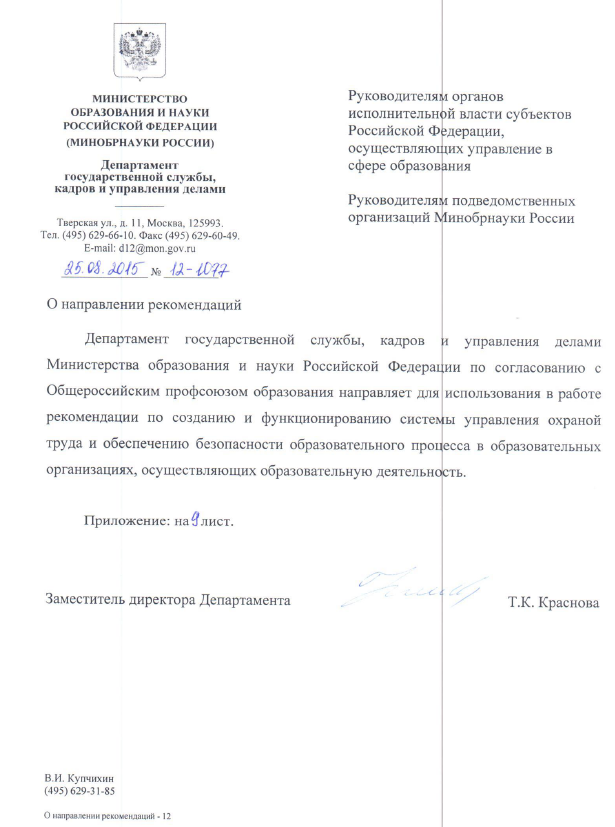 МИНИСТЕРСТВО
ОБРАЗОВАНИЯ И НАУКИ
РОССИЙСКОЙ ФЕДЕРАЦИИ
(МИНОБРНАУКИ РОССИИ)
Департамент
государственной службы,
кадров и управления делами
Тверская ул., д. 11, Москва, 125993.
Тел. (495) 629-66-10. Факс (495) 629-60-49.
E-mail: d12@mon.gov.ru
25.08.2015 № 12-1077
Руководителям органов
исполнительной власти субъектов
Российской Федерации,
осуществляющих управление в
сфере образования
Руководителям подведомственных
организаций Минобрнауки России
О направлении рекомендаций
Департамент государственной службы, кадров и управления делами
Министерства образования и науки Российской Федерации по согласованию с
Общероссийским профсоюзом образования направляет для использования в работе
рекомендации по созданию и функционированию системы управления охраной
труда и обеспечению безопасности образовательного процесса в образовательных
организациях, осуществляющих образовательную деятельность.
Приложение: на 9 лист.
Заместитель директора Департамента
Т.К. Краснова
В.И. Купчихин
(495) 629-31-85
О направлении рекомендаций - 12